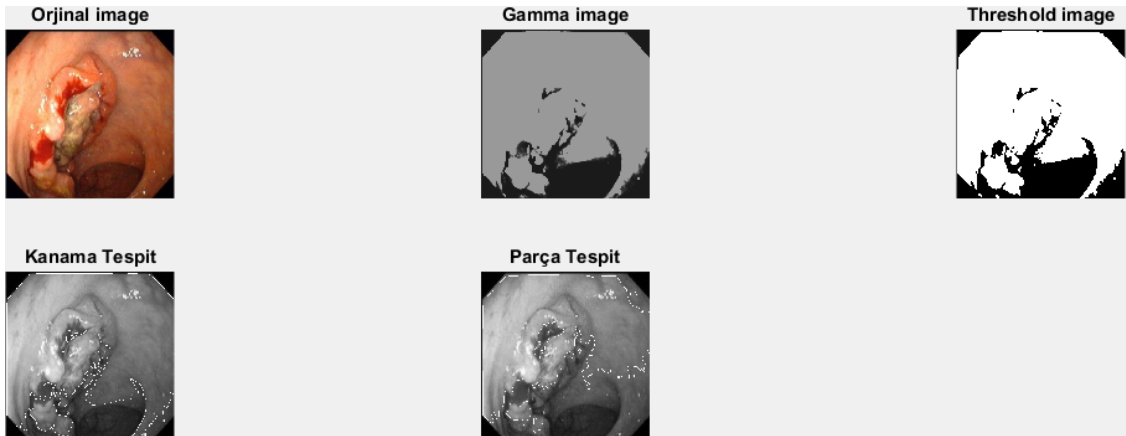 Orjinal image
Gamma image
Threshold image
Kanama Tespit
Parça Tespit